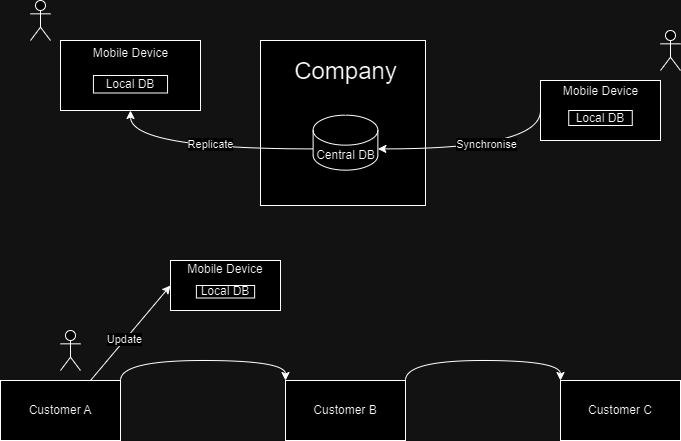 Mobile Device
Local DB
Company
Central DB
Replicate
Synchronise
Mobile Device
Local DB
Mobile Device
Local DB
Update
Customer A
Customer B
Customer C